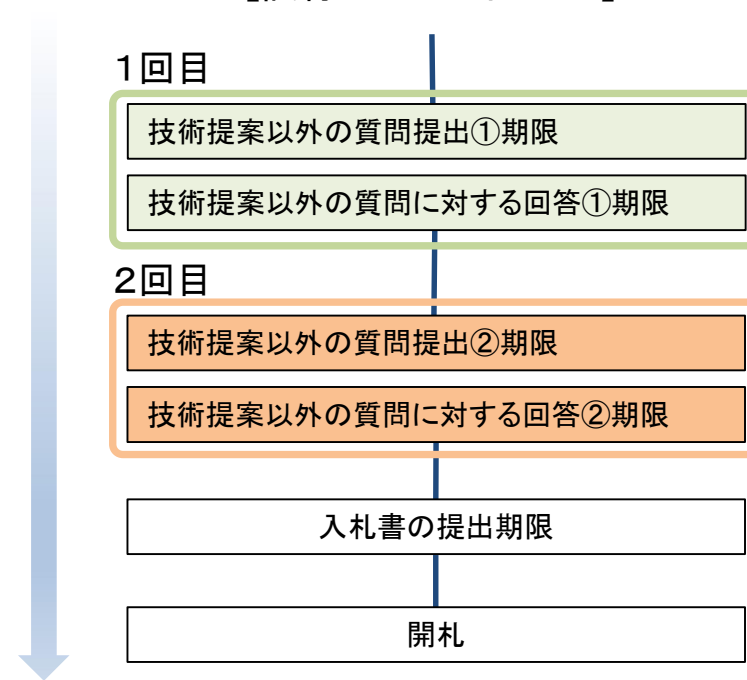 1回目
技術提案以外の質問提出①期限
技術提案以外の質問に対する回答①期限
2回目
技術提案以外の質問提出②期限
技術提案以外の質問に対する回答②期限
入札書の提出期限
開札